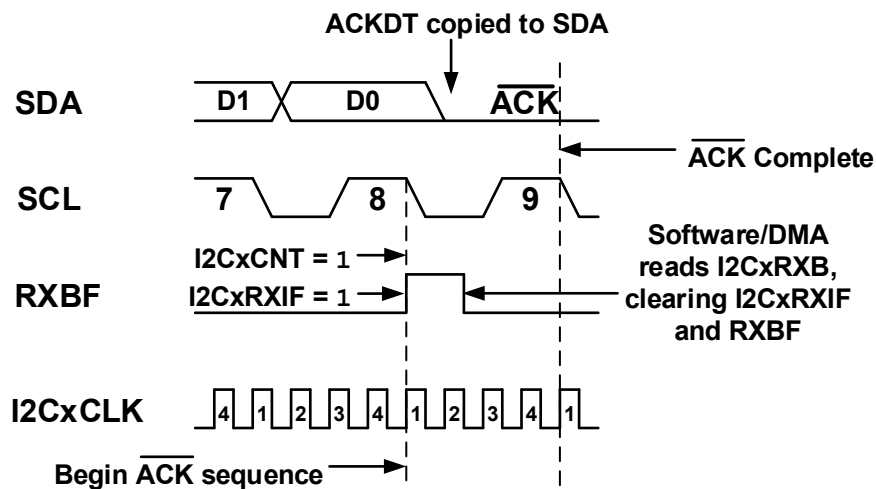 ACKDT copied to SDA
SDA
D1
D0
ACK
ACK Complete
SCL
7
8
9
I2CxCNT = 1
RXBF
I2CxRXIF = 1
Software/DMA
reads I2CxRXB,
clearing I2CxRXIF
and RXBF
I2CxCLK
4 1 2 3 4 1 2 3 4 1
Begin ACK sequence